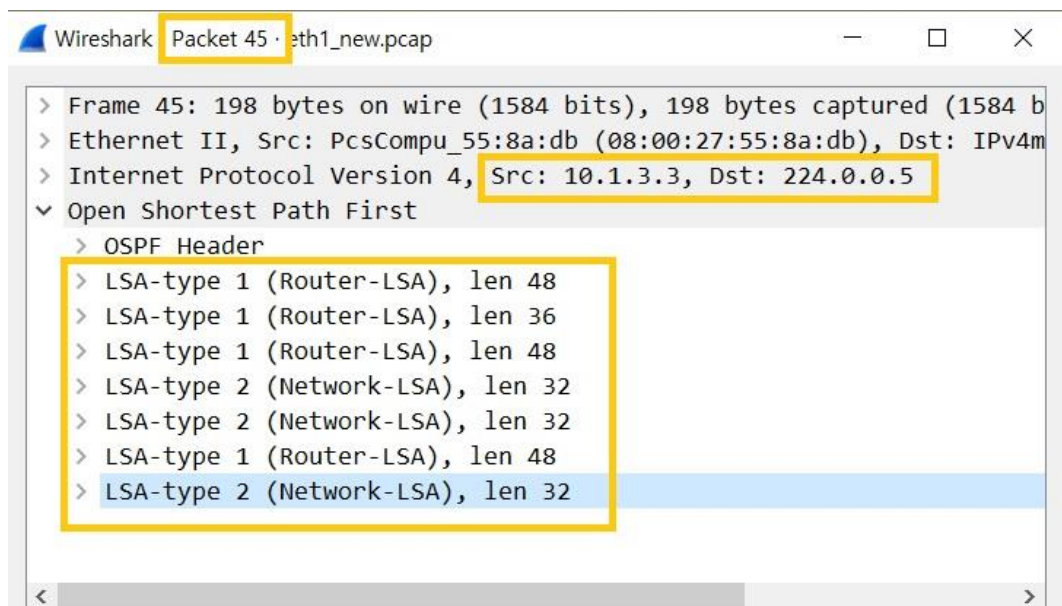 Wireshark · Packet 45 · eth1_new.pcap
Frame 45: 198 bytes on wire (1584 bits), 198 bytes captured (1584 b
Ethernet II, Src: PcsCompu_55:8a:db (08:00:27:55:8a:db), Dst: IPv4m
Internet Protocol Version 4, Src: 10.1.3.3, Dst: 224.0.0.5
Open Shortest Path First
OSPF Header
LSA-type 1 (Router-LSA), len 48
LSA-type 1 (Router-LSA), len 36
LSA-type 1 (Router-LSA), len 48
LSA-type 2 (Network-LSA), len 32
LSA-type 2 (Network-LSA), len 32
LSA-type 1 (Router-LSA), len 48
LSA-type 2 (Network-LSA), len 32